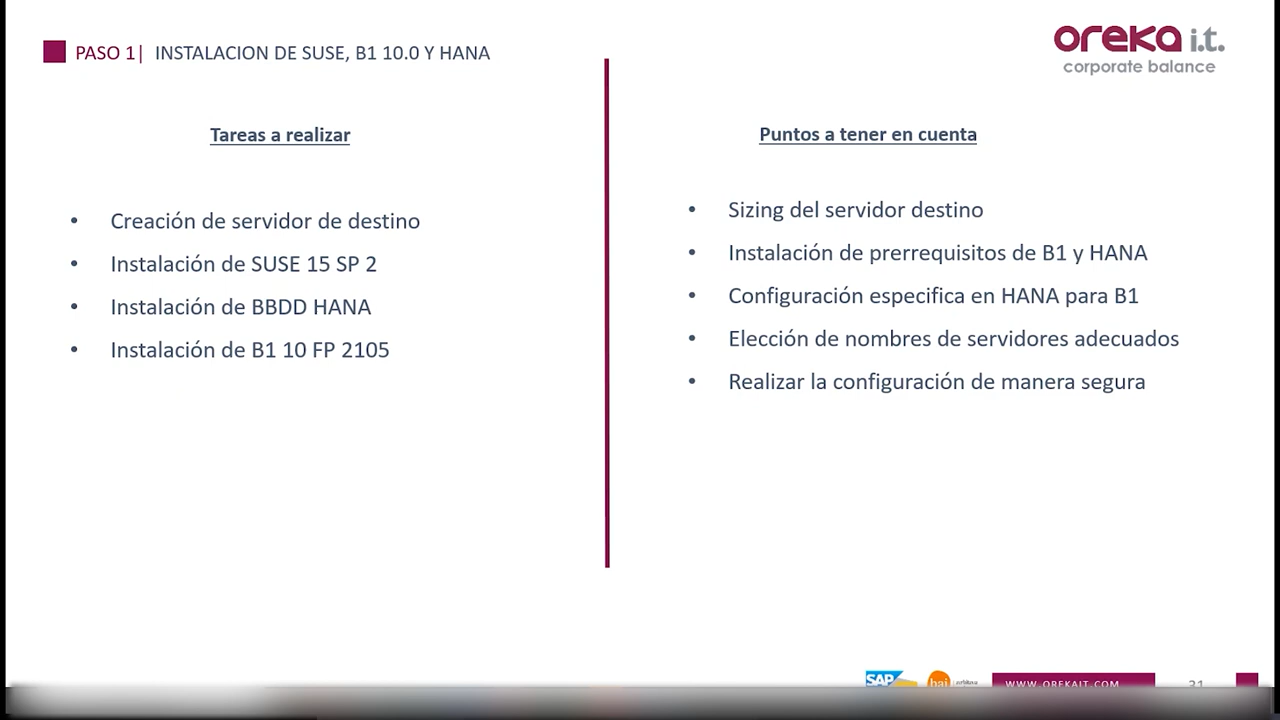 PASO 1| INSTALACION DE SUSE, B1 10.0 Y HANA
oreka i.t.
corporate balance
Tareas a realizar
• Creación de servidor de destino
• Instalación de SUSE 15 SP 2
• Instalación de BBDD HANA
• Instalación de B1 10 FP 2105
Puntos a tener en cuenta
• Sizing del servidor destino
• Instalación de prerrequisitos de B1 y HANA
• Configuración especifica en HANA para B1
• Elección de nombres de servidores adecuados
• Realizar la configuración de manera segura
SAP
bai
WWW.OREKAIT.COM
31